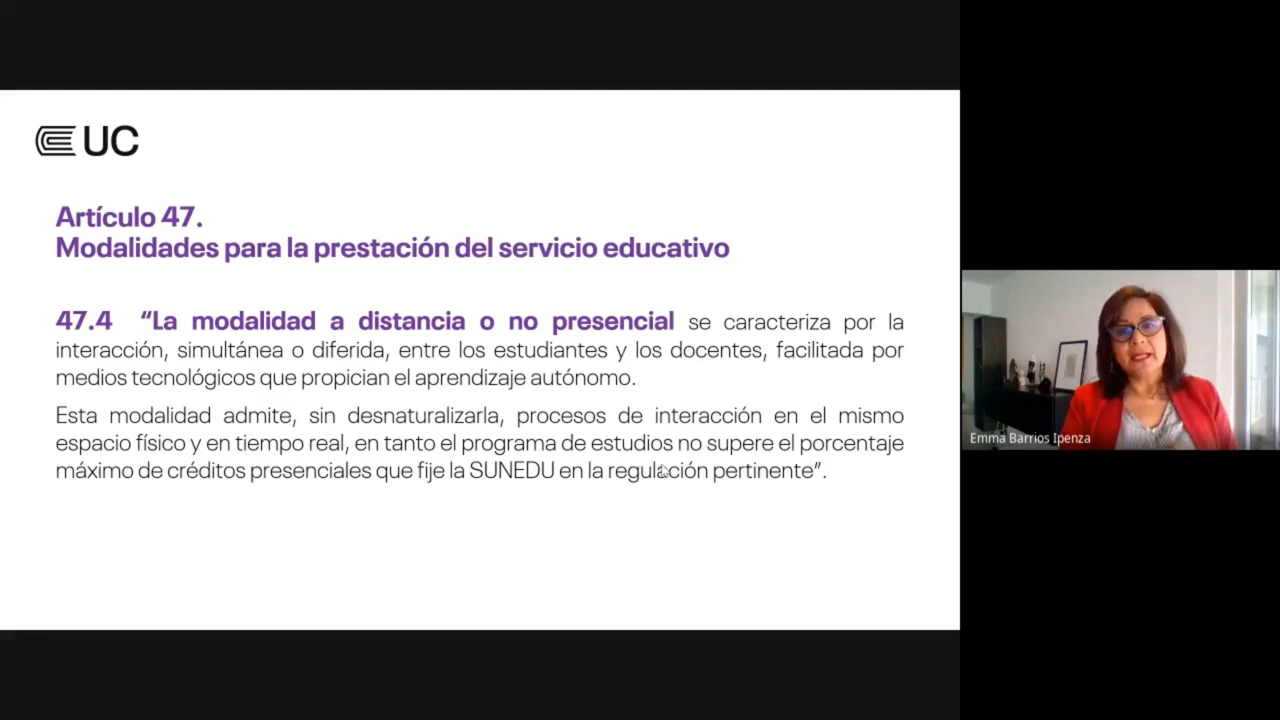 UC
Artículo 47.
Modalidades para la prestación del servicio educativo
47.4 “La modalidad a distancia o no presencial se caracteriza por la
interacción, simultánea o diferida, entre los estudiantes y los docentes, facilitada por
medios tecnológicos que propician el aprendizaje autónomo.
Esta modalidad admite, sin desnaturalizarla, procesos de interacción en el mismo
espacio físico y en tiempo real, en tanto el programa de estudios no supere el porcentaje
máximo de créditos presenciales que fije la SUNEDU en la regulación pertinente”.
Emma Barrios Ipenza